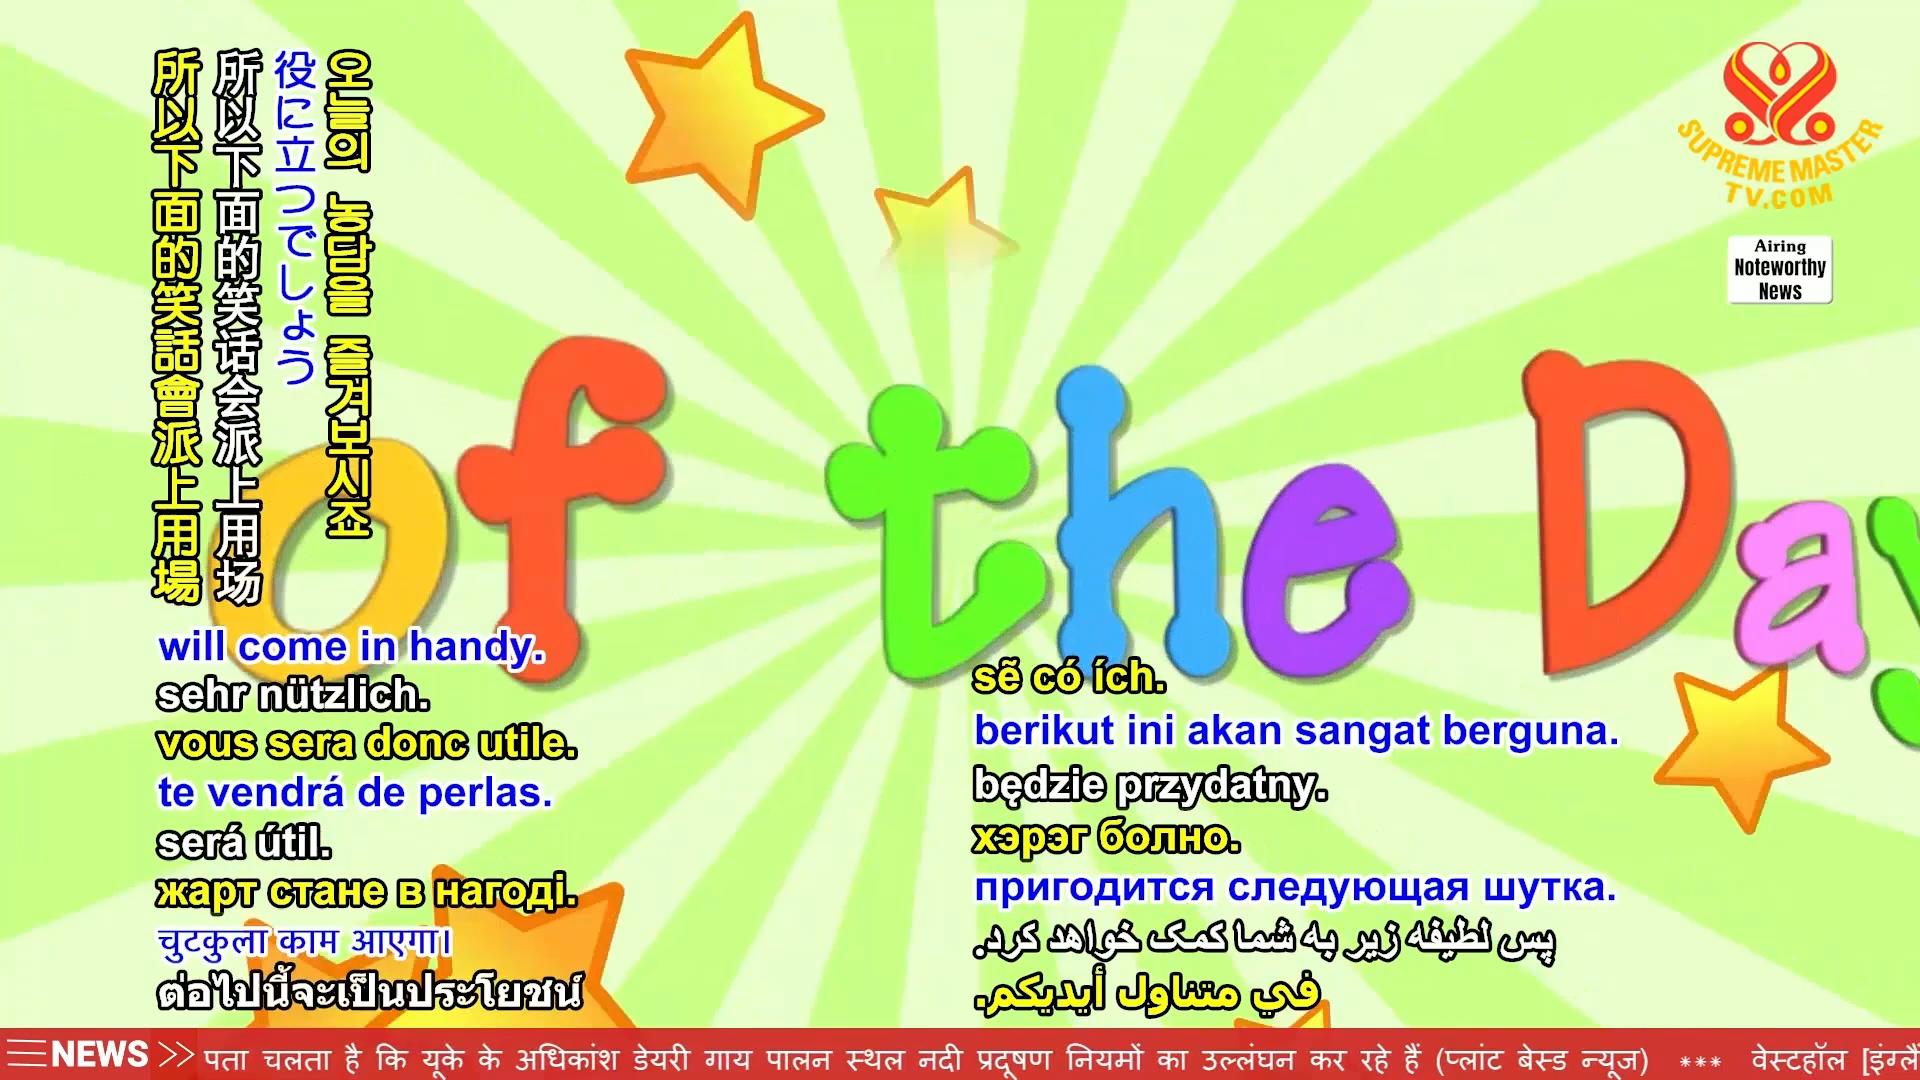 所以下面的笑話會派上用場
所以下面的笑话会派上用场
役に立つでしょう
오늘의 농담을 즐겨보시죠
SUPREME MASTER
TV.COM
Airing
Noteworthy
News
of the Day
will come in handy.
sehr nützlich.
vous sera donc utile.
te vendrá de perlas.
será útil.
жарт стане в нагоді.
चुटकुला काम आएगा।
ต่อไปนี้จะเป็นประโยชน์
sẽ có ích.
berikut ini akan sangat berguna.
będzie przydatny.
хэрэг болно.
пригодится следующая шутка.
پس لطیفه زیر به شما کمک خواهد کرد.
في متناول أيديكم.
NEWS >> पता चलता है कि यूके के अधिकांश डेयरी गाय पालन स्थल नदी प्रदूषण नियमों का उल्लंघन कर रहे हैं (प्लांट बेस्ड न्यूज) *** वेस्टहॉल [इंग्लैं